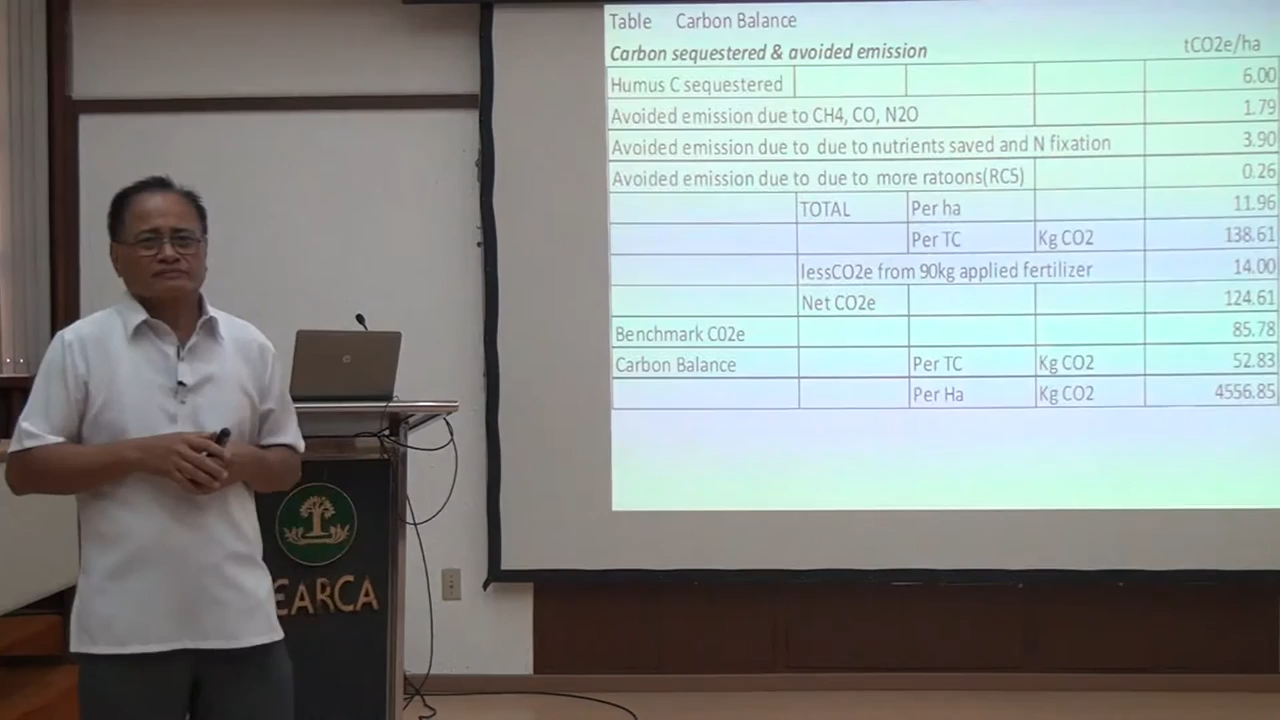 Table Carbon Balance
Carbon sequestered & avoided emission tCO2e/ha
Humus C sequestered 6.00
Avoided emission due to CH4, CO, N2O 1.79
Avoided emission due to due to nutrients saved and N fixation 3.90
Avoided emission due to due to more ratoons(RC5) 0.26
TOTAL Per ha 11.96
Per TC Kg CO2 138.61
lessCO2e from 90kg applied fertilizer 14.00
Net CO2e 124.61
Benchmark C02e 85.78
Carbon Balance Per TC Kg CO2 52.83
Per Ha Kg CO2 4556.85
EARCA